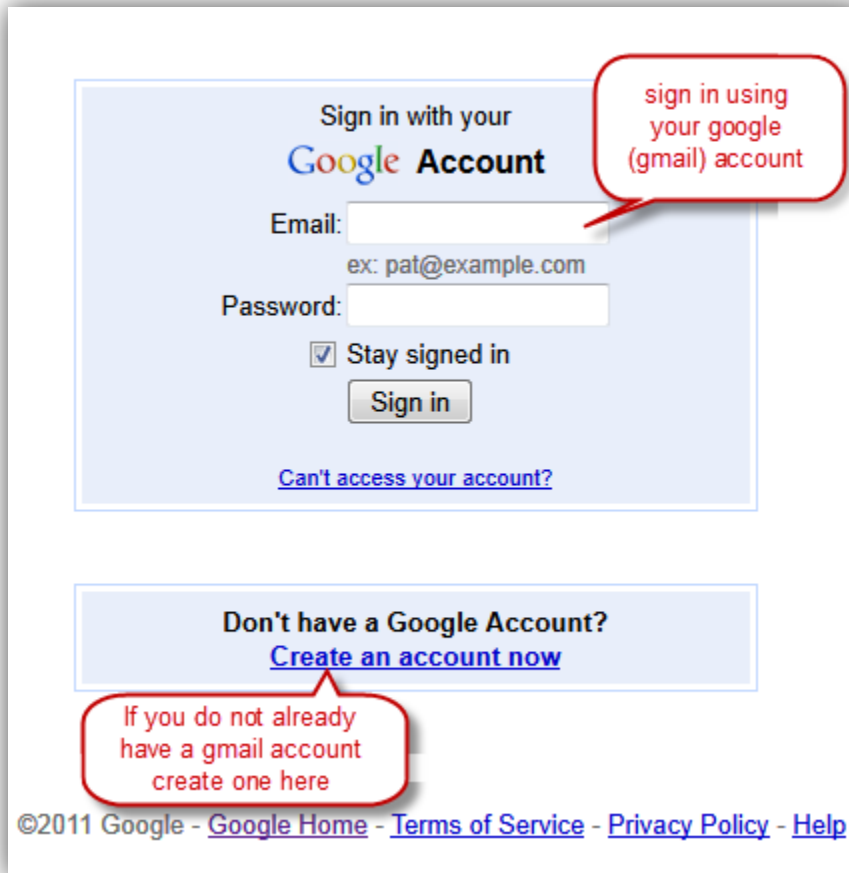 Sign in with your
Google Account
sign in using
your google
(gmail) account
Email:
ex: pat@example.com
Password:
Stay signed in
Sign in
Can't access your account?
Don't have a Google Account?
Create an account now
If you do not already
have a gmail account
create one here
©2011 Google - Google Home - Terms of Service - Privacy Policy - Help